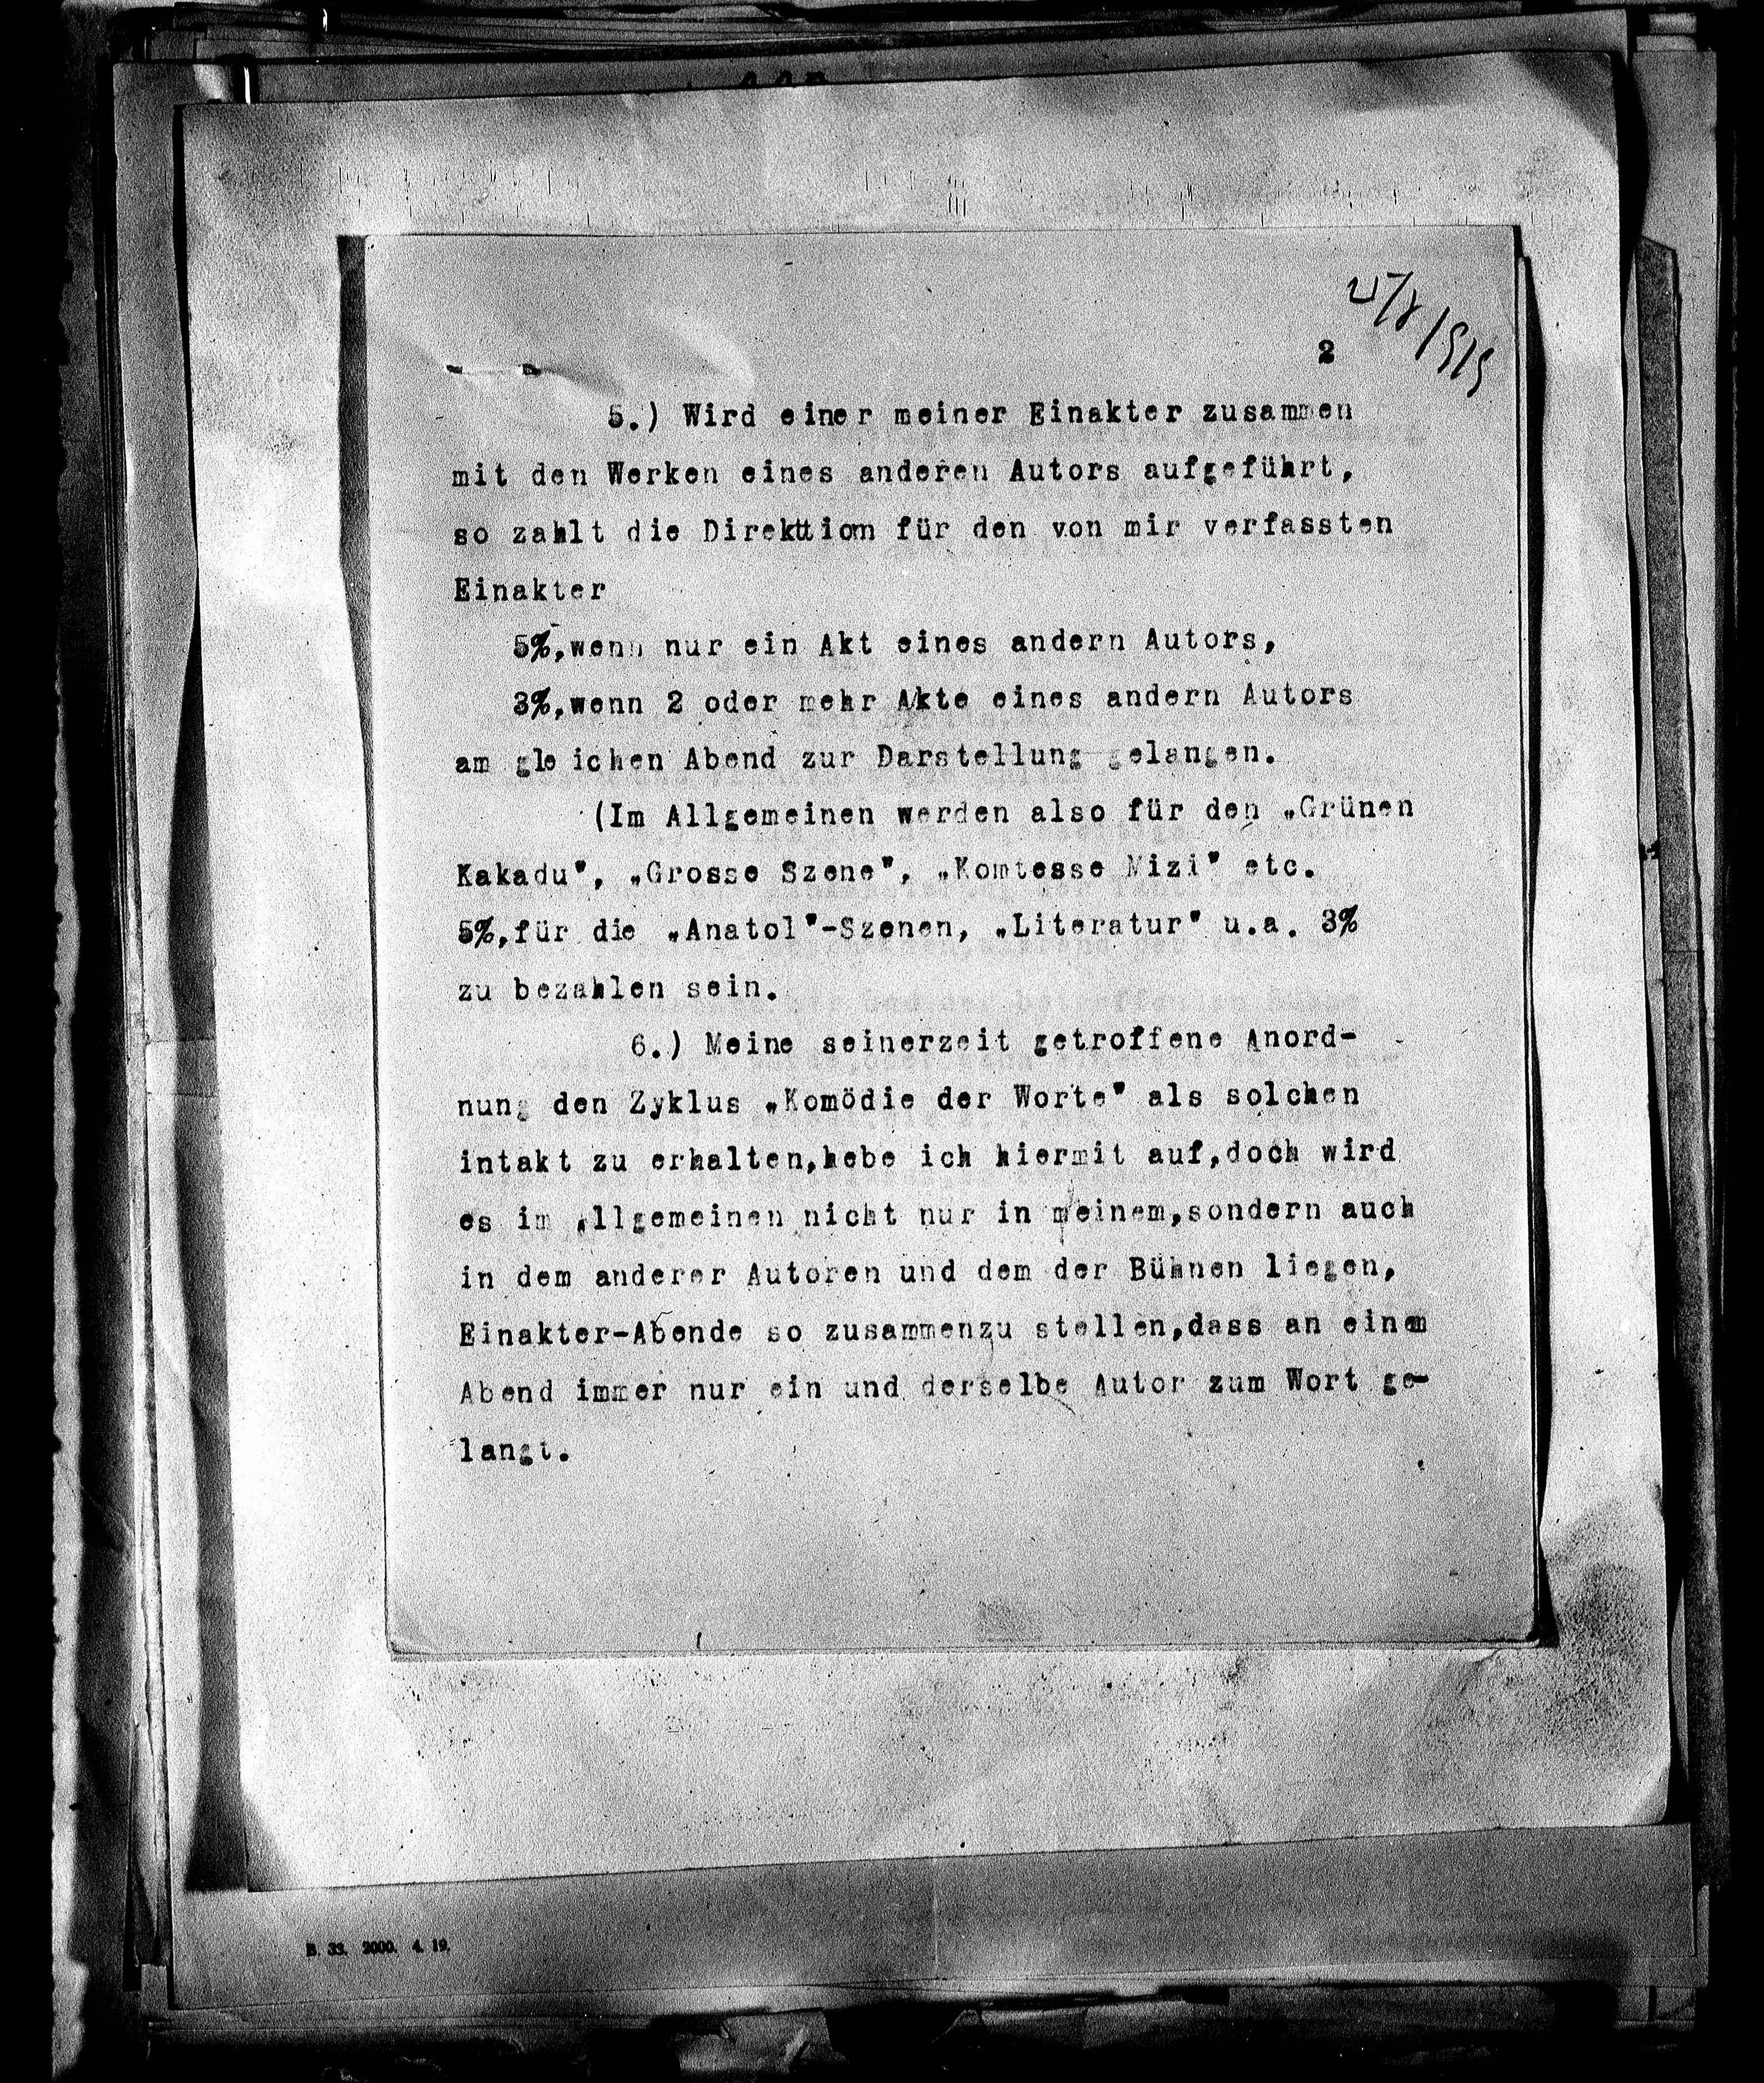 2
5.) Wird einer meiner Einakter zusammen
mit den Werken eines anderen Autors aufgeführt,
so zahlt die Direkttiom für den von mir verfassten
Einakter
5%,wenn nur ein Akt eines andern Autors,
3%,wenn 2 oder mehr Akte eines andern Autors
am gleichen Abend zur Darstellung gelangen.
(Im Allgemeinen werden also für den „Grünen
Kakadu", „Grosse Szene", „Komtesse Mizi" etc.
5%,für die „Anatol"-Szenen, „Literatur" u.a. 3%
zu bezahlen sein.
6.) Meine seinerzeit getroffene Anord-
nung den Zyklus „Komödie der Worte" als solchen
intakt zu erhalten,hebe ich hiermit auf,doch wird
es im Allgemeinen nicht nur in meinem,sondern auch
in dem anderer Autoren und dem der Bühnen liegen,
Einakter-Abende so zusammenzu stellen,dass an einem
Abend immer nur ein und derselbe Autor zum Wort ge-
langt.
B. 33. 2000. 4. 19.